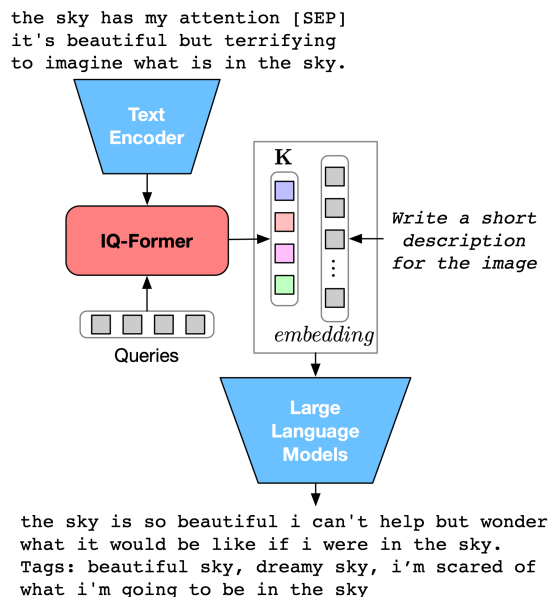 the sky has my attention [SEP]
it's beautiful but terrifying
to imagine what is in the sky.
Text
Encoder
K
IQ-Former
Write a short
description
for the image
embedding
Queries
Large
Language
Models
the sky is so beautiful i can't help but wonder
what it would be like if i were in the sky.
Tags: beautiful sky, dreamy sky, i’m scared of
what i'm going to be in the sky